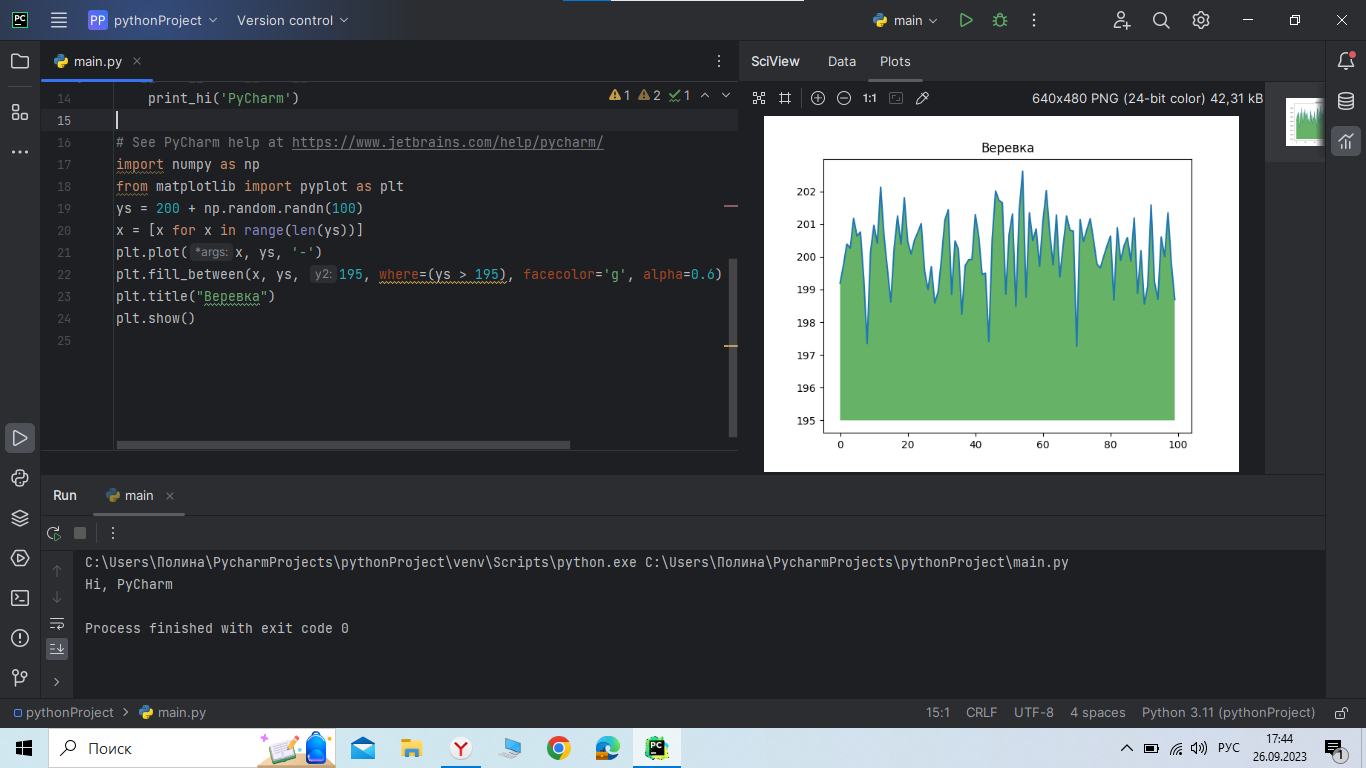 PC
PP pythonProject Version control main
main.py
SciView Data Plots
14 print_hi('PyCharm')
1 2 1
1:1 640x480 PNG (24-bit color) 42,31 kB
15
16 # See PyCharm help at https://www.jetbrains.com/help/pycharm/
17 import numpy as np
18 from matplotlib import pyplot as plt
19 ys = 200 + np.random.randn(100)
20 x = [x for x in range(len(ys))]
21 plt.plot( *args: x, ys, '-')
22 plt.fill_between(x, ys, y2: 195, where=(ys > 195), facecolor='g', alpha=0.6)
23 plt.title("Веревка")
24 plt.show()
25
Веревка
202
201
200
199
198
197
196
195
0 20 40 60 80 100
Run main
C:\Users\Полина\PycharmProjects\pythonProject\venv\Scripts\python.exe C:\Users\Полина\PycharmProjects\pythonProject\main.py
Hi, PyCharm
Process finished with exit code 0
pythonProject main.py 15:1 CRLF UTF-8 4 spaces Python 3.11 (pythonProject)
Поиск
Y
PC
РУС
17:44
26.09.2023
1